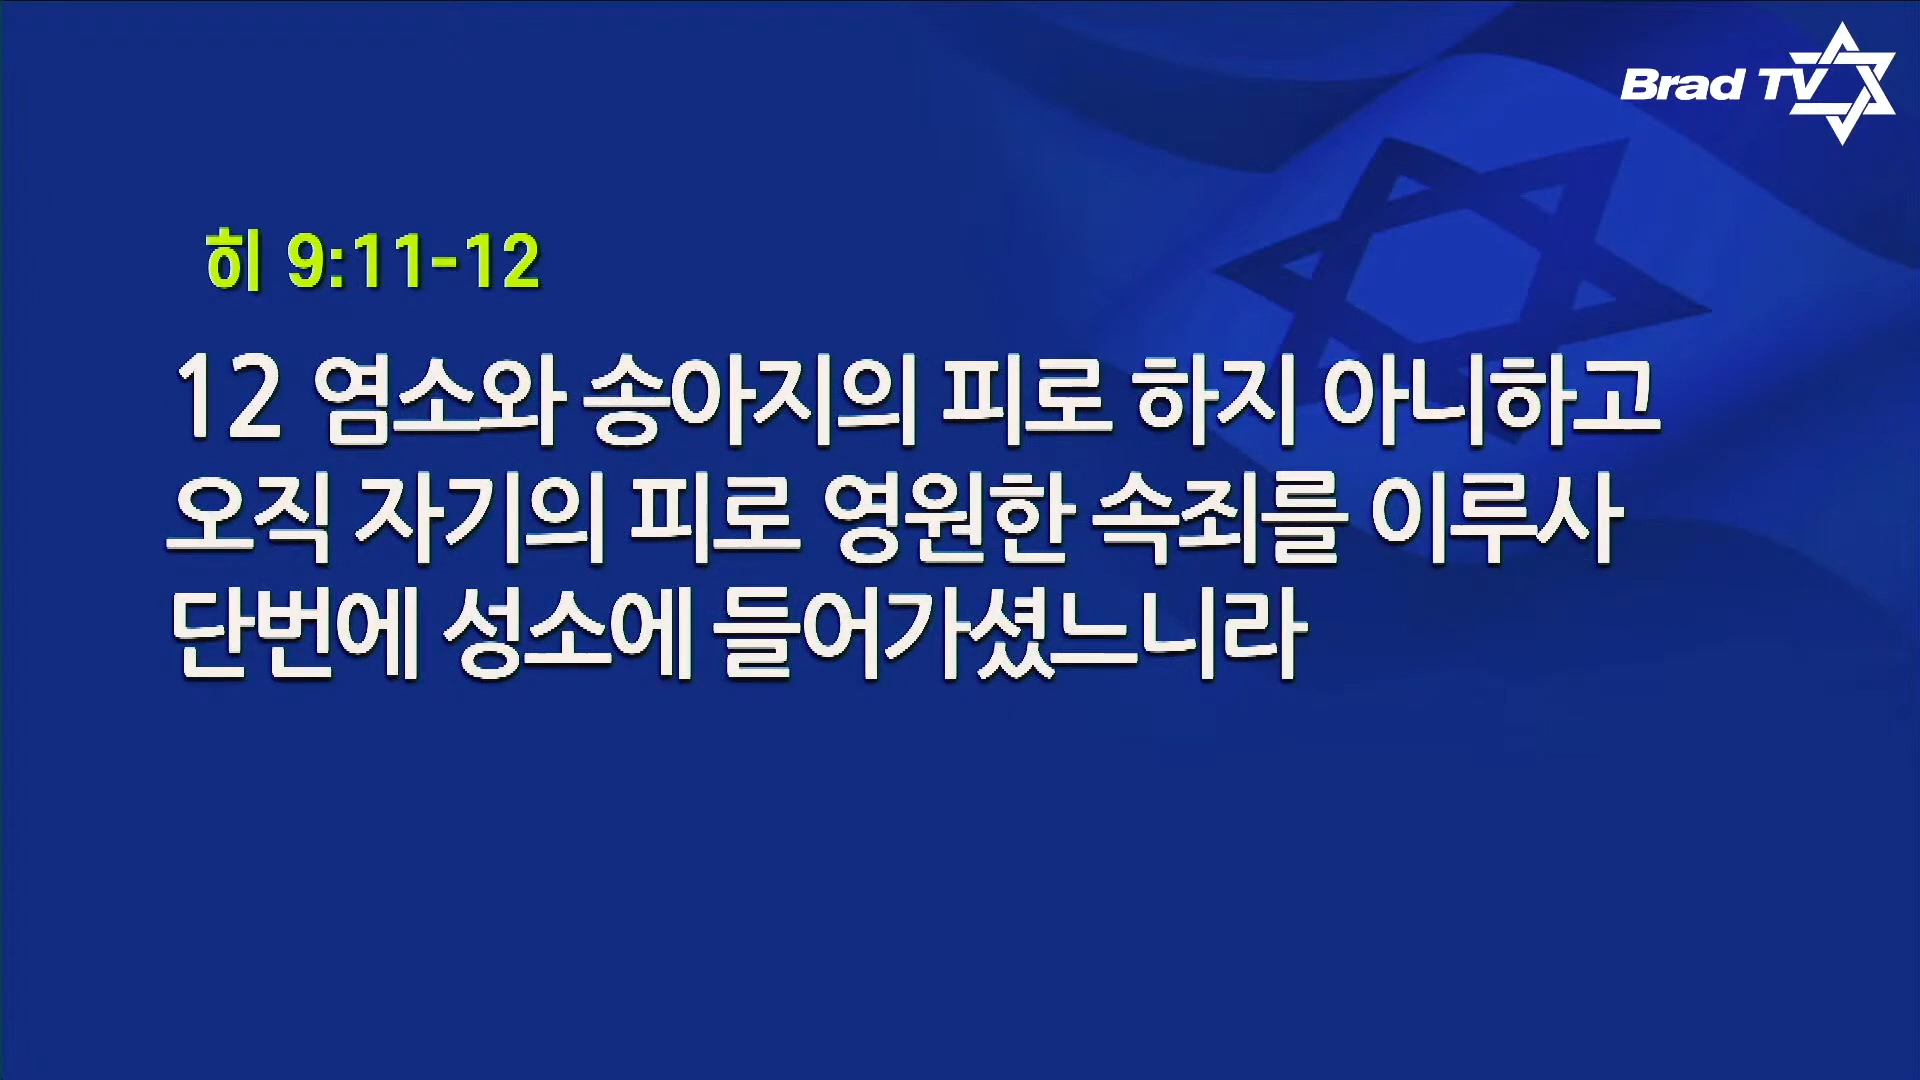 Brad TV
히 9:11-12
12 염소와 송아지의 피로 하지 아니하고
오직 자기의 피로 영원한 속죄를 이루사
단번에 성소에 들어가셨느니라